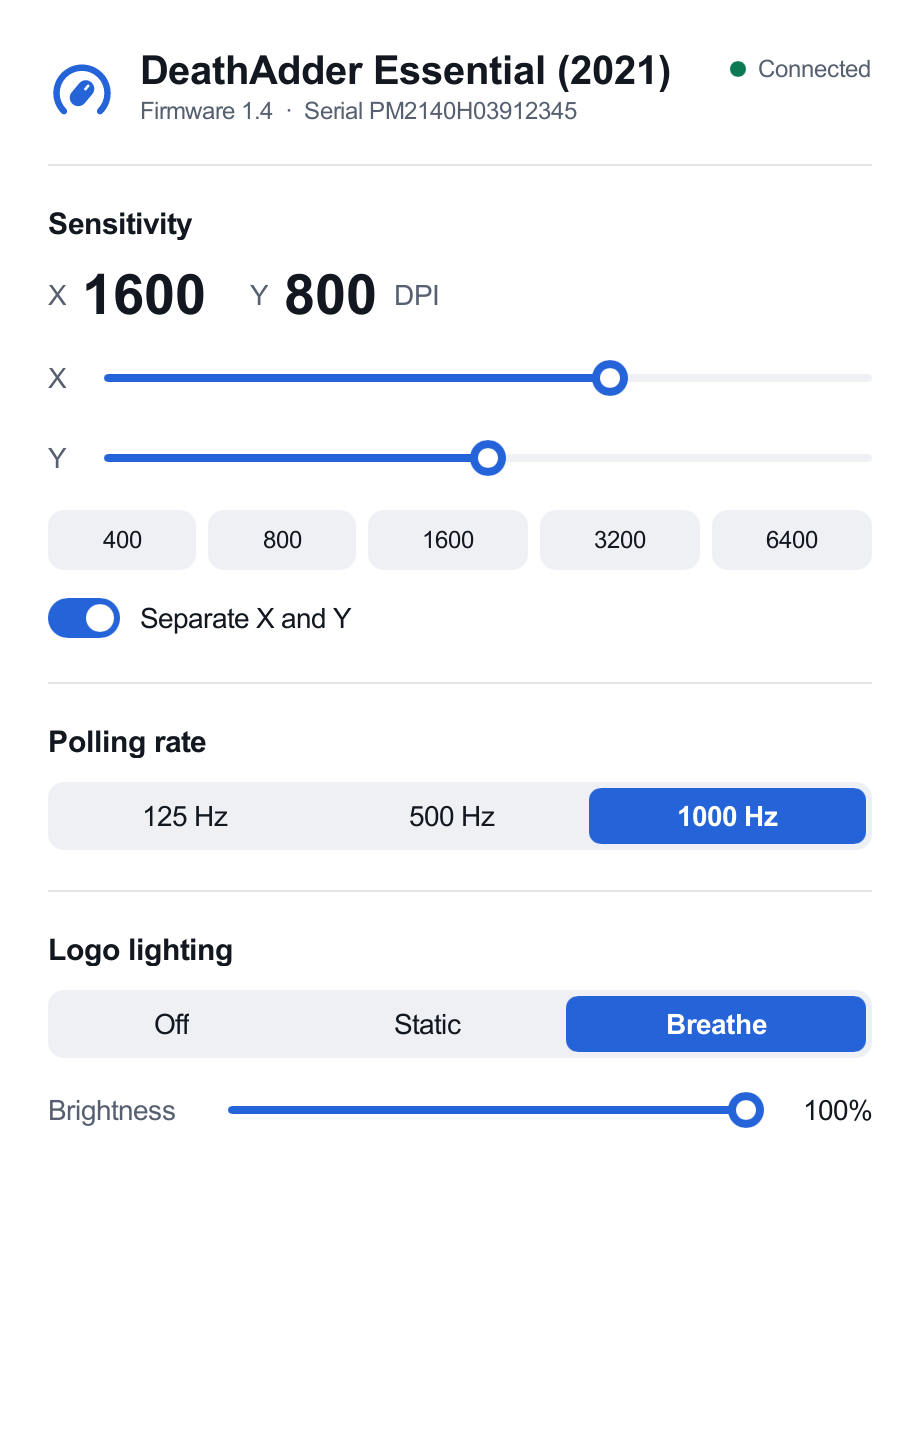 DeathAdder Essential (2021)
Connected
Firmware 1.4 · Serial PM2140H03912345
Sensitivity
X 1600 Y 800 DPI
X
Y
400 800 1600 3200 6400
Separate X and Y
Polling rate
125 Hz 500 Hz 1000 Hz
Logo lighting
Off Static Breathe
Brightness 100%